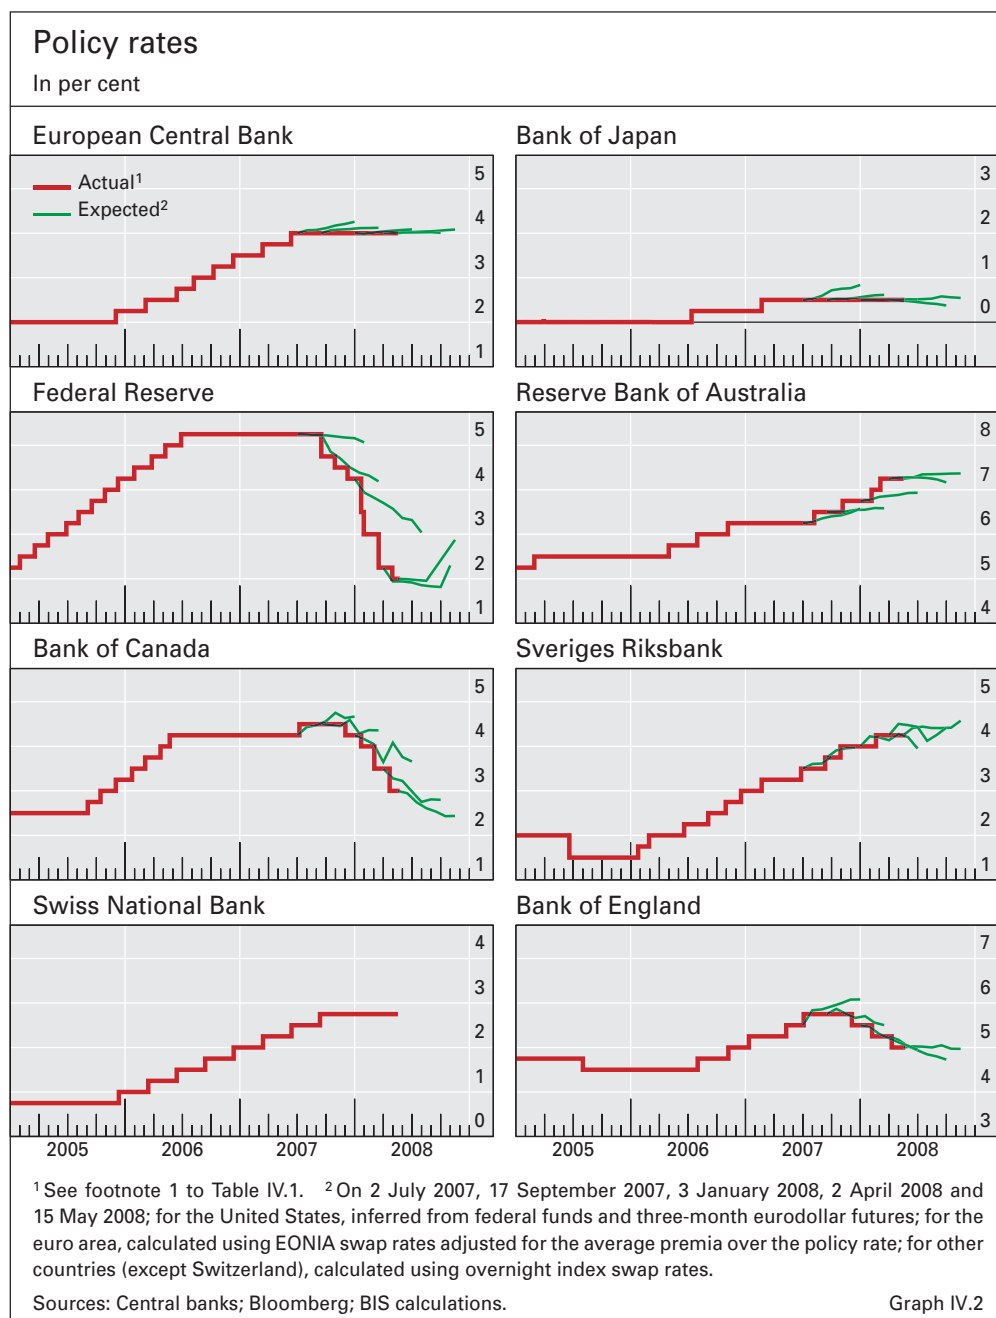 Policy rates
In per cent
European Central Bank
Bank of Japan
Actual¹
Expected²
5
4
3
2
1
3
2
1
0
Federal Reserve
Reserve Bank of Australia
5
4
3
2
1
8
7
6
5
4
Bank of Canada
Sveriges Riksbank
5
4
3
2
1
5
4
3
2
1
Swiss National Bank
Bank of England
4
3
2
1
0
7
6
5
4
3
2005 2006 2007 2008
2005 2006 2007 2008
¹ See footnote 1 to Table IV.1. ² On 2 July 2007, 17 September 2007, 3 January 2008, 2 April 2008 and
15 May 2008; for the United States, inferred from federal funds and three-month eurodollar futures; for the
euro area, calculated using EONIA swap rates adjusted for the average premia over the policy rate; for other
countries (except Switzerland), calculated using overnight index swap rates.
Sources: Central banks; Bloomberg; BIS calculations.
Graph IV.2